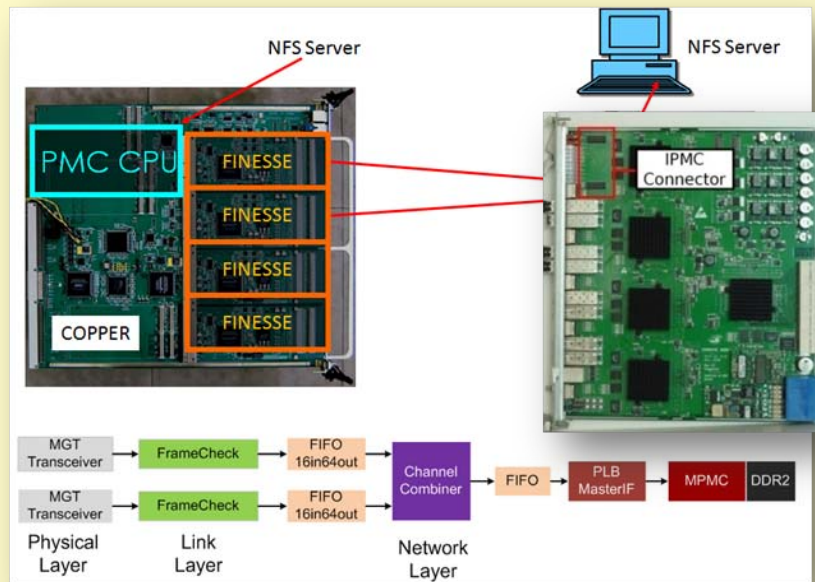 NFS Server
NFS Server
PMC CPU
FINESSE
FINESSE
FINESSE
FINESSE
COPPER
IPMC
Connector
MGT
Transceiver
FrameCheck
FIFO
16in64out
MGT
Transceiver
FrameCheck
FIFO
16in64out
Channel
Combiner
FIFO
PLB
MasterIF
MPMC
DDR2
Physical
Layer
Link
Layer
Network
Layer